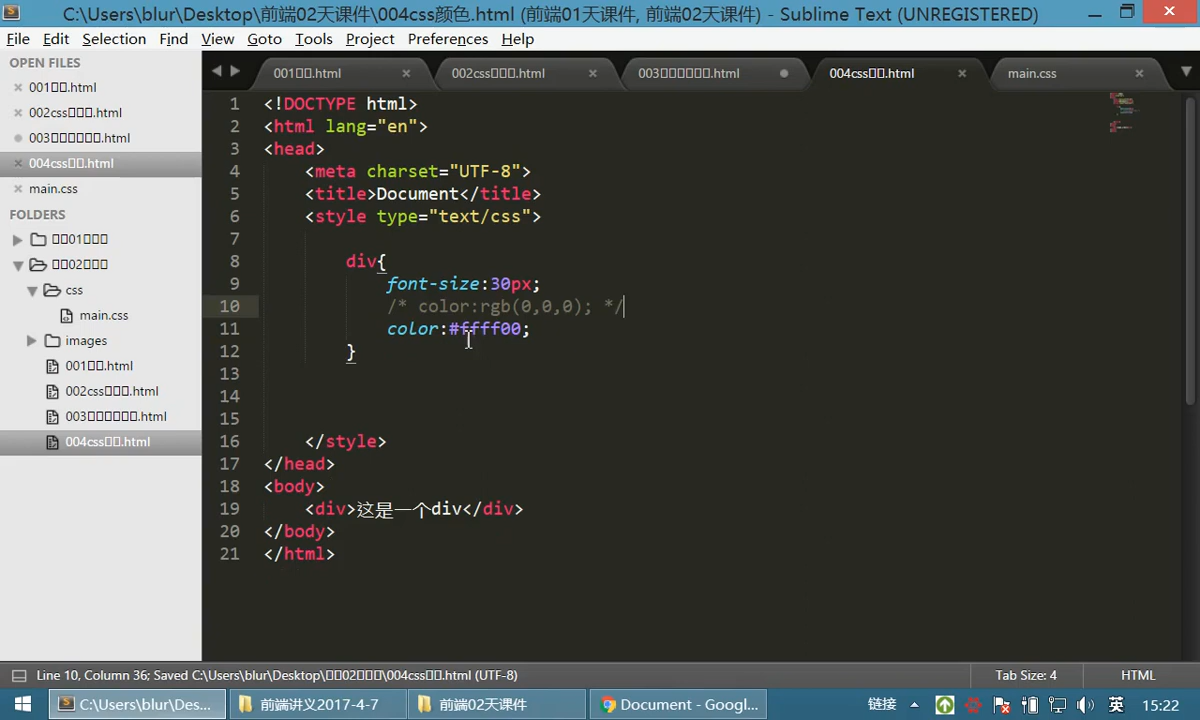 C:\Users\blur\Desktop\前端02天课件\004css颜色.html (前端01天课件, 前端02天课件) - Sublime Text (UNREGISTERED)
File Edit Selection Find View Goto Tools Project Preferences Help
OPEN FILES
001□□.html
002css□□□.html
003□□□□□□.html
004css□□.html
main.css
FOLDERS
□□01□□□
□□02□□□
css
main.css
images
001□□.html
002css□□□.html
003□□□□□□.html
004css□□.html
001□□.html 002css□□□.html 003□□□□□□.html 004css□□.html main.css
1 <!DOCTYPE html>
2 <html lang="en">
3 <head>
4 <meta charset="UTF-8">
5 <title>Document</title>
6 <style type="text/css">
7
8 div{
9 font-size:30px;
10 /* color:rgb(0,0,0); */
11 color:#ffff00;
12 }
13
14
15
16 </style>
17 </head>
18 <body>
19 <div>这是一个div</div>
20 </body>
21 </html>
Line 10, Column 36; Saved C:\Users\blur\Desktop\□□02□□□\004css□□.html (UTF-8) Tab Size: 4 HTML
C:\Users\blur\Des... 前端讲义2017-4-7 前端02天课件 Document - Googl... 链接 英 15:22